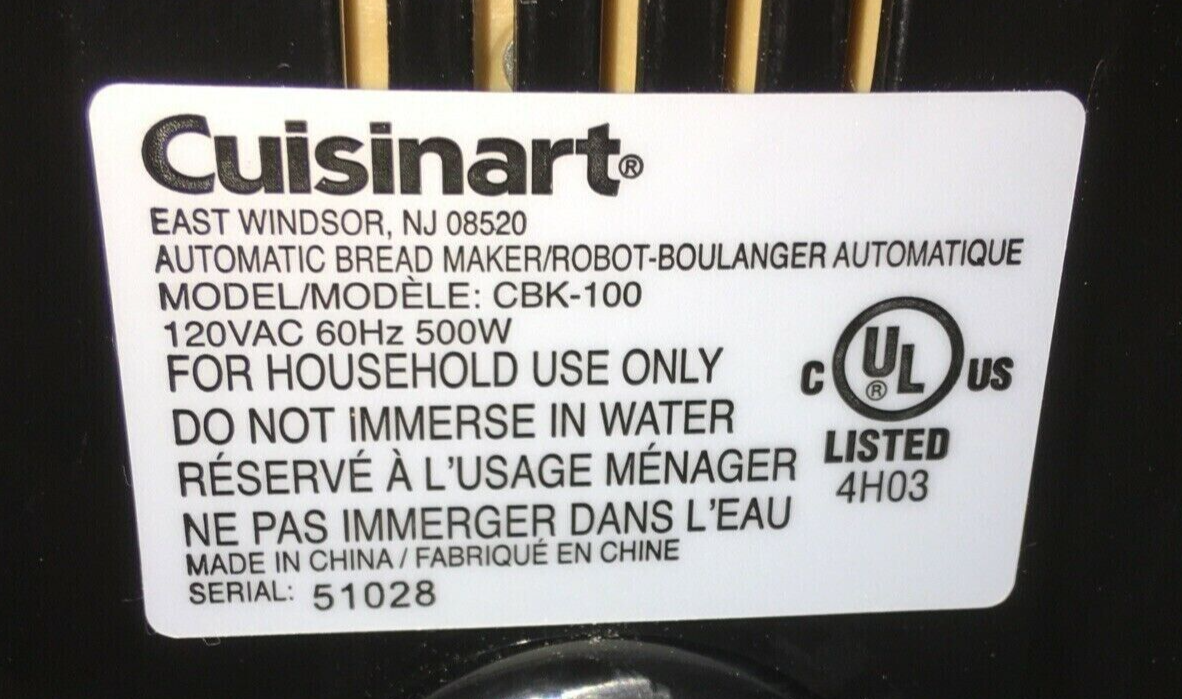 Cuisinart®
EAST WINDSOR, NJ 08520
AUTOMATIC BREAD MAKER/ROBOT-BOULANGER AUTOMATIQUE
MODEL/MODÈLE: CBK-100
120VAC 60Hz 500W
FOR HOUSEHOLD USE ONLY
DO NOT iMMERSE IN WATER
RÉSERVÉ À L'USAGE MÉNAGER
NE PAS IMMERGER DANS L'EAU
MADE IN CHINA / FABRIQUÉ EN CHINE
SERIAL: 51028
C UL® US
LISTED
4H03